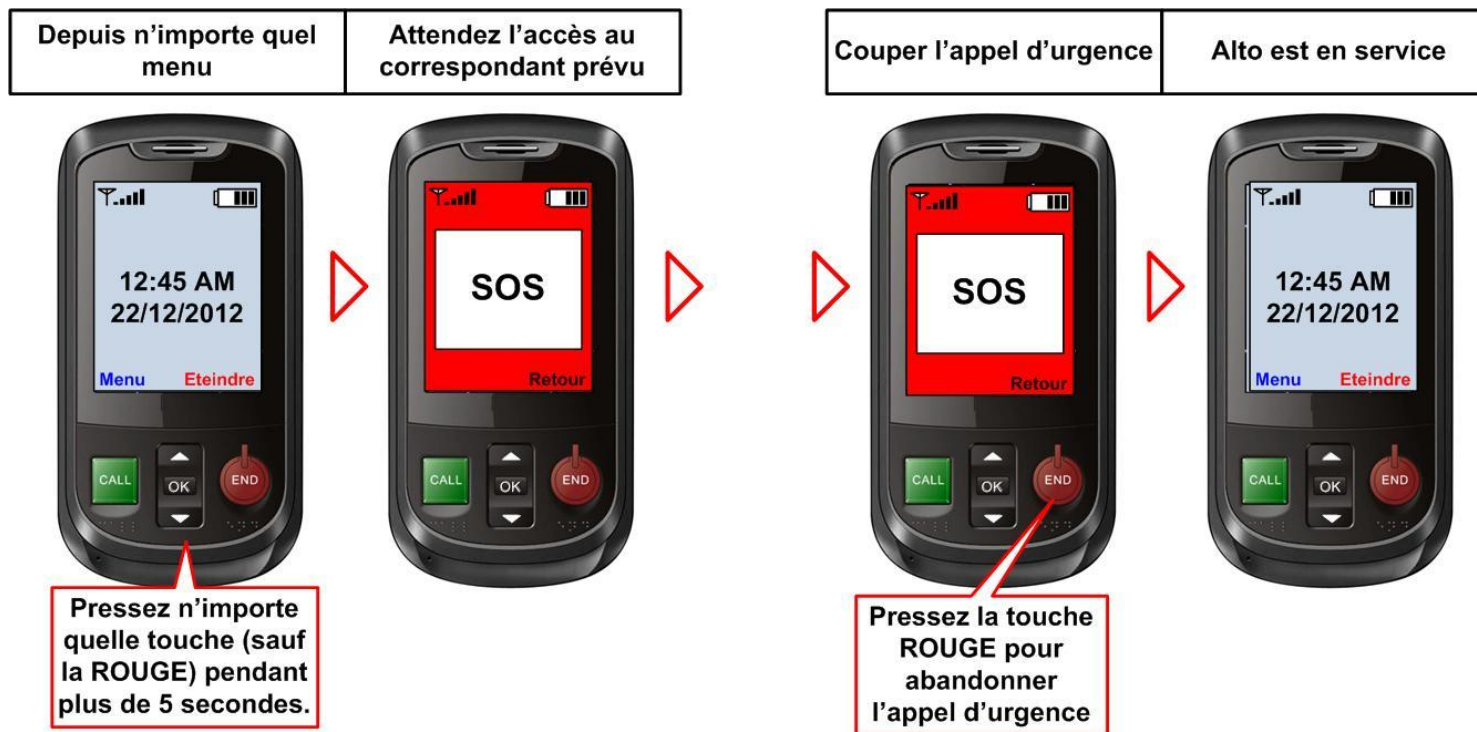 Depuis n’importe quel
menu
Attendez l’accès au
correspondant prévu
Couper l’appel d’urgence
Alto est en service
12:45 AM
22/12/2012
Menu Eteindre
CALL
OK
END
SOS
Retour
CALL
OK
END
SOS
Retour
CALL
OK
END
12:45 AM
22/12/2012
Menu Eteindre
CALL
OK
END
Pressez n’importe
quelle touche (sauf
la ROUGE) pendant
plus de 5 secondes.
Pressez la touche
ROUGE pour
abandonner
l’appel d’urgence